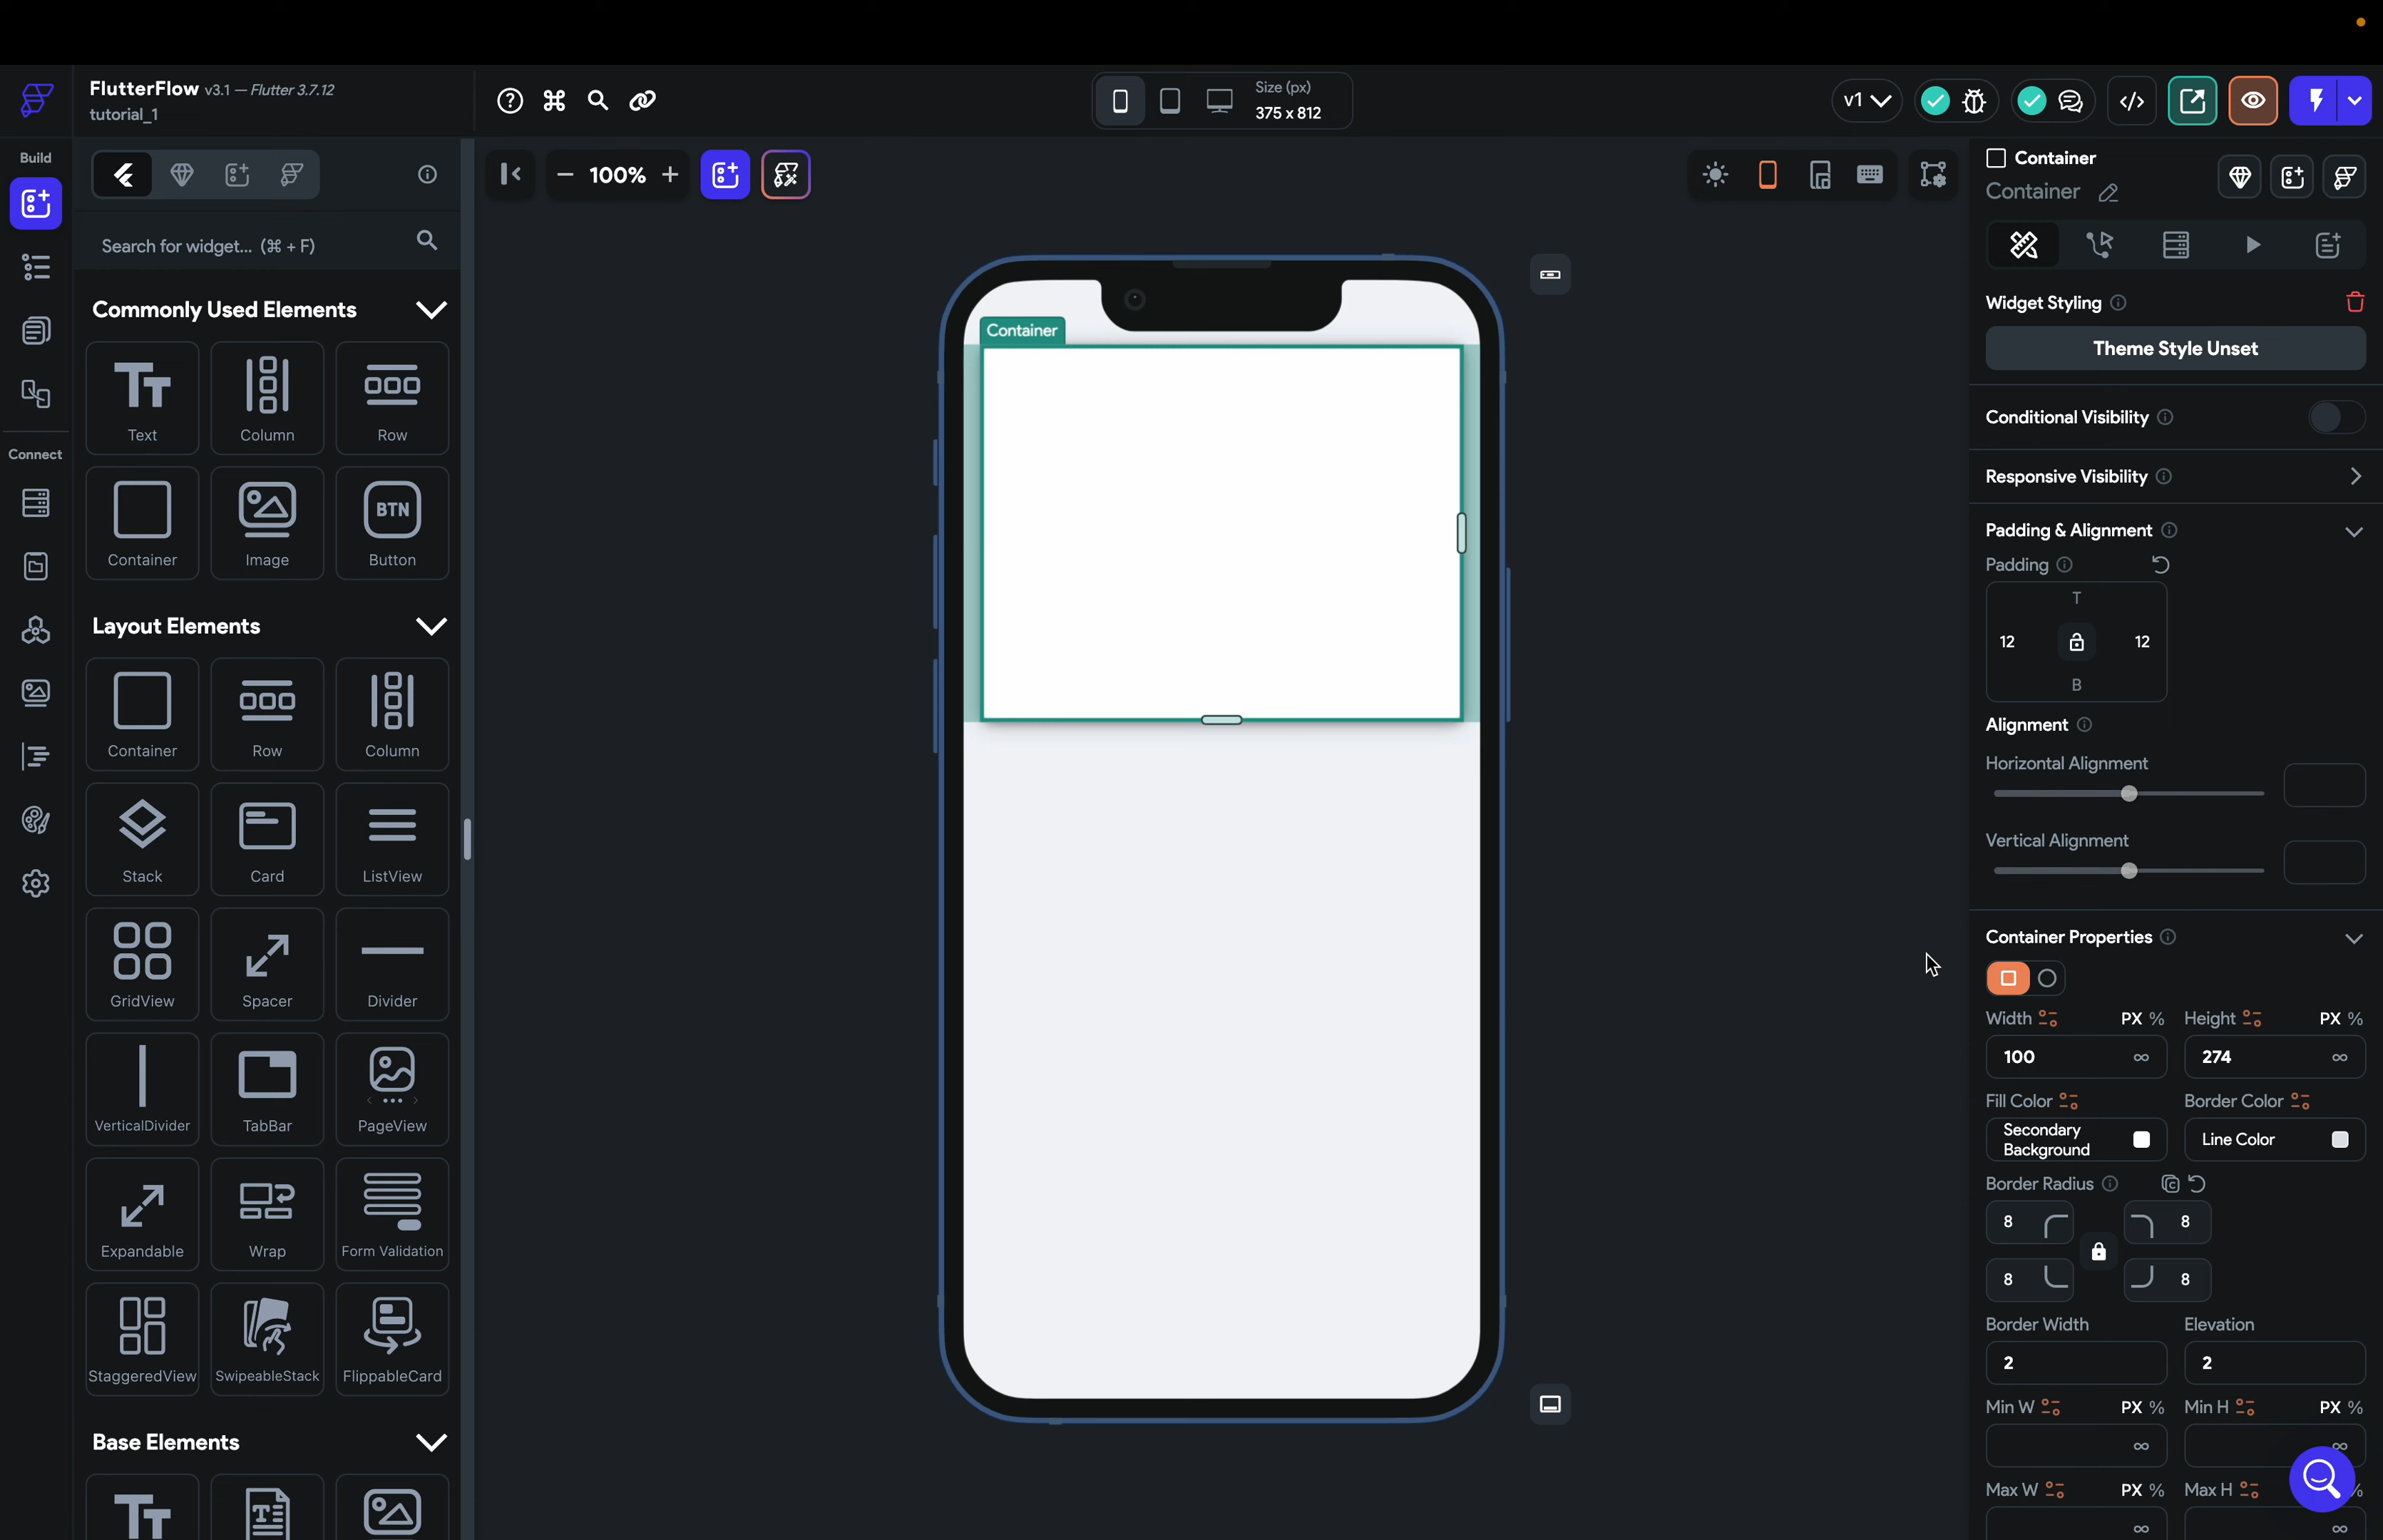 FlutterFlow v3.1 — Flutter 3.7.12
tutorial_1
Size (px)
375 x 812
v1
Build
Connect
100%
Search for widget... (⌘ + F)
Commonly Used Elements
Text
Column
Row
BTN
Container
Image
Button
Layout Elements
Container
Row
Column
Stack
Card
ListView
GridView
Spacer
Divider
VerticalDivider
TabBar
PageView
Expandable
Wrap
Form Validation
StaggeredView
SwipeableStack
FlippableCard
Base Elements
Container
Container
Container
Widget Styling
Theme Style Unset
Conditional Visibility
Responsive Visibility
Padding & Alignment
Padding
T
12
12
B
Alignment
Horizontal Alignment
Vertical Alignment
Container Properties
Width PX % Height PX %
100 ∞ 274 ∞
Fill Color Border Color
Secondary
Background
Line Color
Border Radius
8 8
8 8
Border Width Elevation
2 2
Min W PX % Min H PX %
∞ ∞
Max W PX % Max H %
∞ ∞